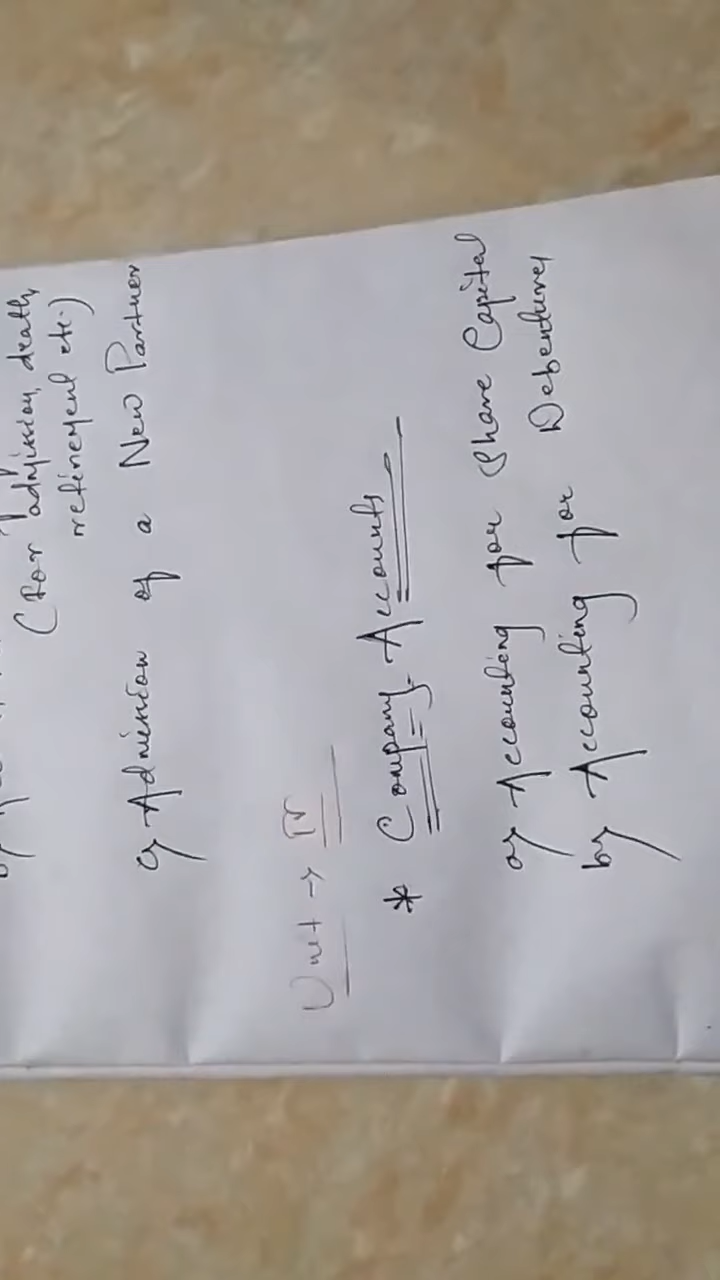 (For admission, death,
retirement etc.)
c) Admission of a New Partner
Unit → IV
* Company Accounts
a) Accounting for Share Capital
b) Accounting for Debentures